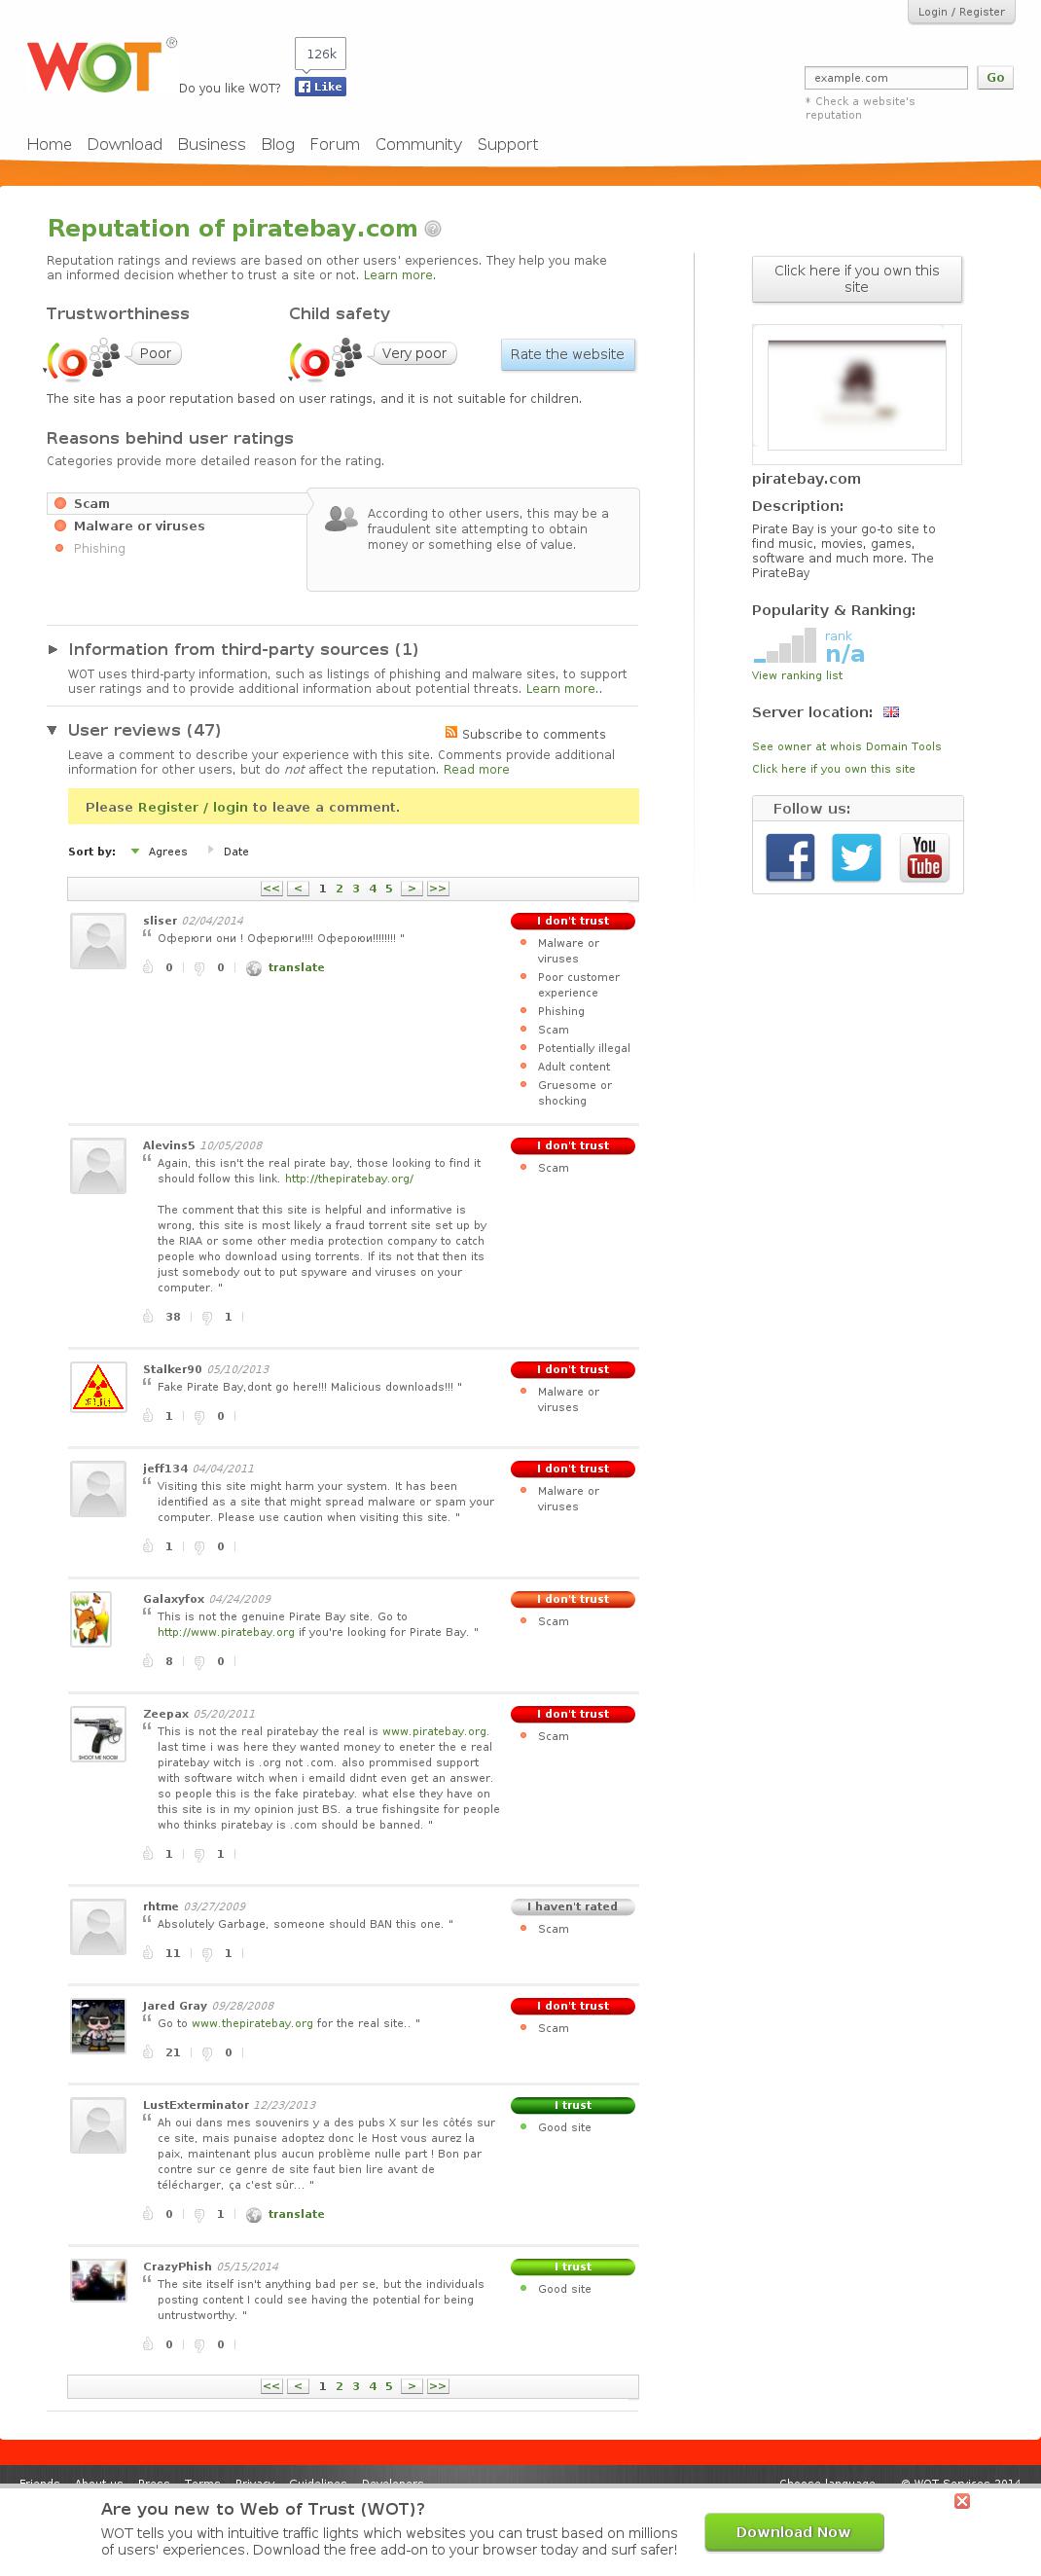 Login / Register
WOT®
126k
Do you like WOT?
Like
example.com
Go
* Check a website's
reputation
Home Download Business Blog Forum Community Support
Reputation of piratebay.com
Reputation ratings and reviews are based on other users' experiences. They help you make
an informed decision whether to trust a site or not. Learn more.
Trustworthiness
Child safety
Poor
Very poor
Rate the website
The site has a poor reputation based on user ratings, and it is not suitable for children.
Reasons behind user ratings
Categories provide more detailed reason for the rating.
Scam
Malware or viruses
Phishing
According to other users, this may be a
fraudulent site attempting to obtain
money or something else of value.
Information from third-party sources (1)
WOT uses third-party information, such as listings of phishing and malware sites, to support
user ratings and to provide additional information about potential threats. Learn more..
User reviews (47)
Subscribe to comments
Leave a comment to describe your experience with this site. Comments provide additional
information for other users, but do not affect the reputation. Read more
Please Register / login to leave a comment.
Sort by: Agrees Date
<< < 1 2 3 4 5 > >>
sliser 02/04/2014
“ Оферюги они ! Оферюги!!!!Офероюи!!!!!!!! "
0 | 0 | translate
I don't trust
Malware or
viruses
Poor customer
experience
Phishing
Scam
Potentially illegal
Adult content
Gruesome or
shocking
Alevins5 10/05/2008
“ Again, this isn't the real pirate bay, those looking to find it
should follow this link. http://thepiratebay.org/
The comment that this site is helpful and informative is
wrong, this site is most likely a fraud torrent site set up by
the RIAA or some other media protection company to catch
people who download using torrents. If its not that then its
just somebody out to put spyware and viruses on your
computer. "
38 | 1 |
I don't trust
Scam
Stalker90 05/10/2013
“ Fake Pirate Bay,dont go here!!! Malicious downloads!!! "
1 | 0 |
I don't trust
Malware or
viruses
jeff134 04/04/2011
“ Visiting this site might harm your system. It has been
identified as a site that might spread malware or spam your
computer. Please use caution when visiting this site. "
1 | 0 |
I don't trust
Malware or
viruses
Galaxyfox 04/24/2009
“ This is not the genuine Pirate Bay site. Go to
http://www.piratebay.org if you're looking for Pirate Bay. "
8 | 0 |
I don't trust
Scam
SHOOT ME NOOB!
Zeepax 05/20/2011
“ This is not the real piratebay the real is www.piratebay.org.
last time i was here they wanted money to eneter the e real
piratebay witch is .org not .com. also prommised support
with software witch when i emaild didnt even get an answer.
so people this is the fake piratebay. what else they have on
this site is in my opinion just BS. a true fishingsite for people
who thinks piratebay is .com should be banned. "
1 | 1 |
I don't trust
Scam
rhtme 03/27/2009
“ Absolutely Garbage, someone should BAN this one. "
11 | 1 |
I haven't rated
Scam
Jared Gray 09/28/2008
“ Go to www.thepiratebay.org for the real site.. "
21 | 0 |
I don't trust
Scam
LustExterminator 12/23/2013
“ Ah oui dans mes souvenirs y a des pubs X sur les côtés sur
ce site, mais punaise adoptez donc le Host vous aurez la
paix, maintenant plus aucun problème nulle part ! Bon par
contre sur ce genre de site faut bien lire avant de
télécharger, ça c'est sûr... "
0 | 1 | translate
I trust
Good site
CrazyPhish 05/15/2014
“ The site itself isn't anything bad per se, but the individuals
posting content I could see having the potential for being
untrustworthy. "
0 | 0 |
I trust
Good site
<< < 1 2 3 4 5 > >>
Click here if you own this
site
piratebay.com
Description:
Pirate Bay is your go-to site to
find music, movies, games,
software and much more. The
PirateBay
Popularity & Ranking:
rank
n/a
View ranking list
Server location:
See owner at whois Domain Tools
Click here if you own this site
Follow us:
You
Tube
Friends About us Press Terms Privacy Guidelines Developers
Choose language © WOT Services 2014
Are you new to Web of Trust (WOT)?
WOT tells you with intuitive traffic lights which websites you can trust based on millions
of users' experiences. Download the free add-on to your browser today and surf safer!
Download Now